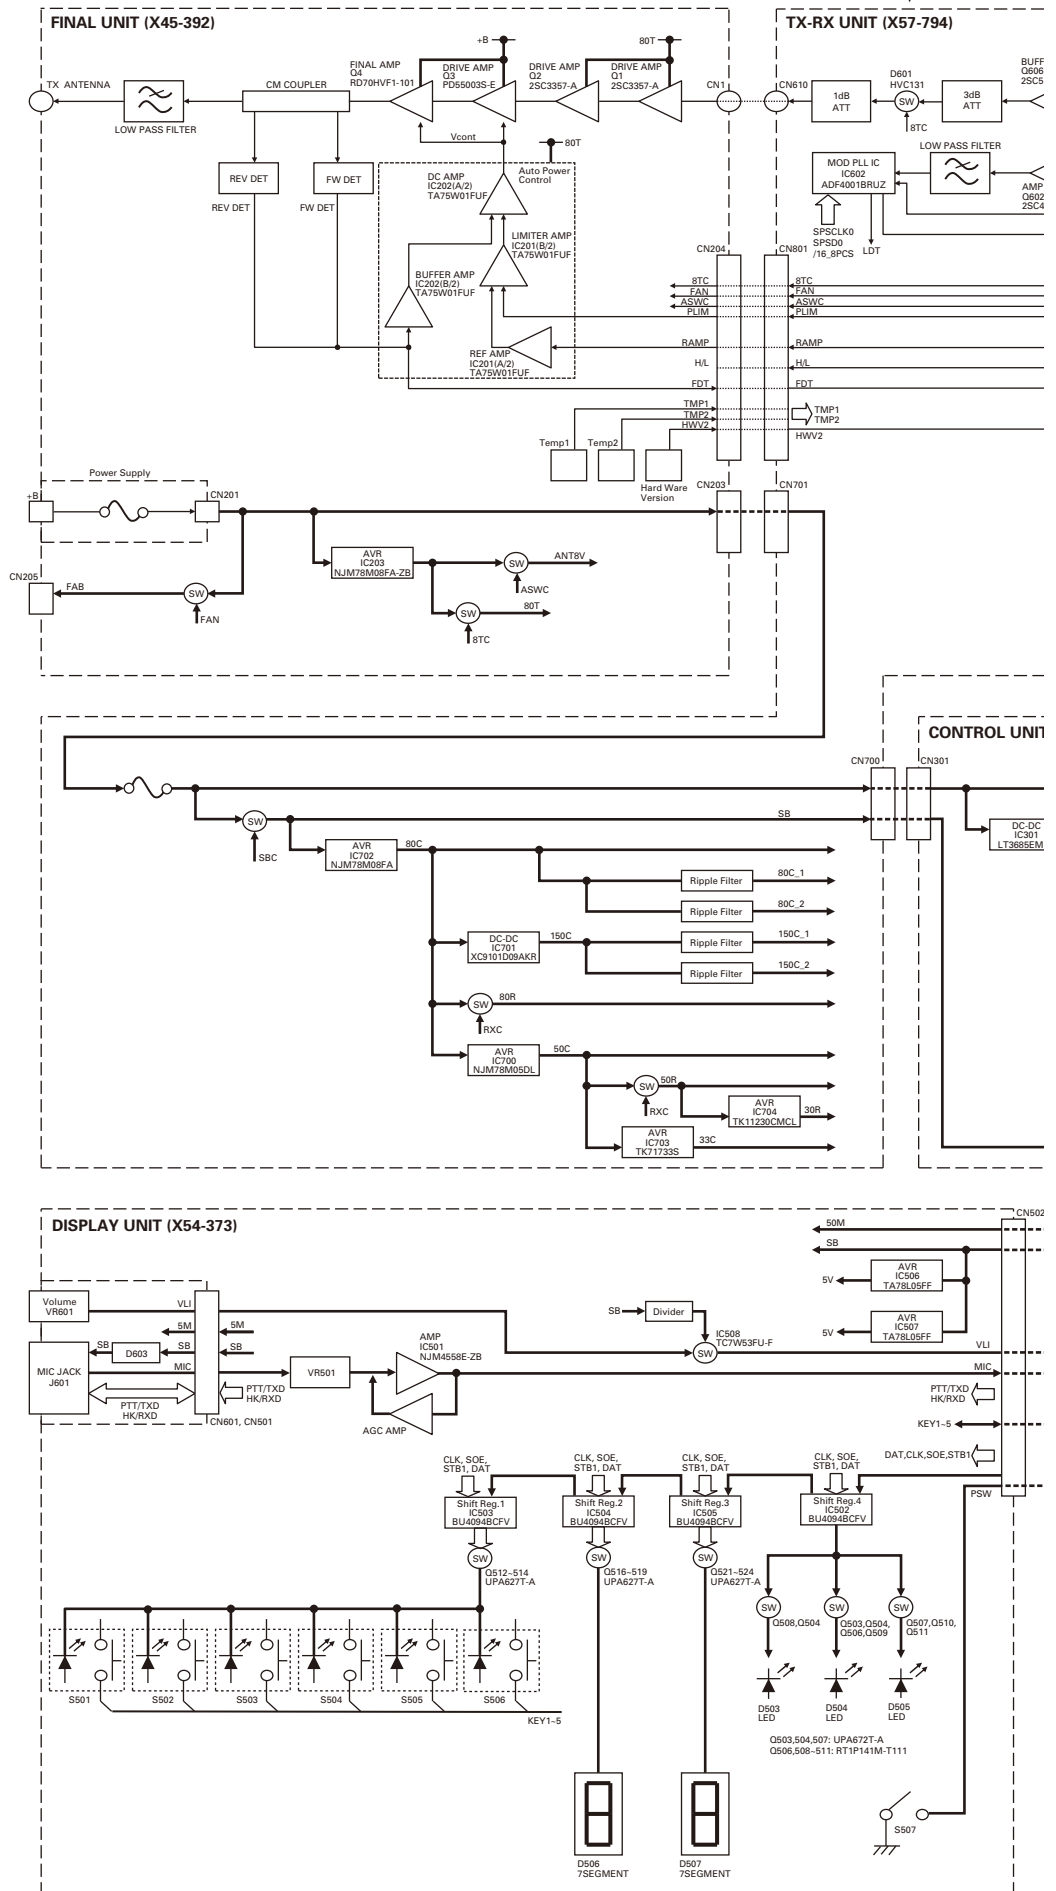 FINAL UNIT (X45-392)
TX-RX UNIT (X57-794)
+B
80T
FINAL AMP
Q4
RD70HVF1-101
DRIVE AMP
Q3
PD55003S-E
DRIVE AMP
Q2
2SC3357-A
DRIVE AMP
Q1
2SC3357-A
TX ANTENNA
CM COUPLER
CN1
CN610
D601
HVC131
BUFF
Q606
2SC5
1dB
ATT
SW
3dB
ATT
8TC
LOW PASS FILTER
Vcont
80T
LOW PASS FILTER
MOD PLL IC
IC602
ADF4001BRUZ
AMP
Q602
2SC4
REV DET
FW DET
REV DET
FW DET
DC AMP
IC202(A/2)
TA75W01FUF
Auto Power
Control
LIMITER AMP
IC201(B/2)
TA75W01FUF
BUFFER AMP
IC202(B/2)
TA75W01FUF
REF AMP
IC201(A/2)
TA75W01FUF
SPSCLK0
SPSD0
/16_8PCS
LDT
CN204
CN801
8TC
FAN
ASWC
PLIM
RAMP
H/L
FDT
TMP1
TMP2
HWV2
8TC
FAN
ASWC
PLIM
RAMP
H/L
FDT
TMP1
TMP2
HWV2
Temp1
Temp2
Hard Ware
Version
Power Supply
+B
CN201
CN203
CN701
AVR
IC203
NJM78M08FA-ZB
SW
ANT8V
ASWC
CN205
FAB
SW
FAN
SW
80T
8TC
CONTROL UNIT
CN700
CN301
SW
SBC
SB
DC-DC
IC301
LT3685EM
AVR
IC702
NJM78M08FA
80C
Ripple Filter
80C_1
Ripple Filter
80C_2
DC-DC
IC701
XC9101D09AKR
150C
Ripple Filter
150C_1
Ripple Filter
150C_2
SW
80R
RXC
AVR
IC700
NJM78M05DL
50C
SW
50R
RXC
AVR
IC704
TK11230CMCL
30R
AVR
IC703
TK71733S
33C
DISPLAY UNIT (X54-373)
CN502
50M
SB
AVR
IC506
TA78L05FF
5V
AVR
IC507
TA78L05FF
5V
Volume
VR601
VLI
SB
Divider
IC508
TC7W53FU-F
SW
VLI
5M
5M
SB
D603
SB
SB
MIC JACK
J601
MIC
VR501
AMP
IC501
NJM4558E-ZB
MIC
PTT/TXD
HK/RXD
PTT/TXD
HK/RXD
CN601, CN501
AGC AMP
PTT/TXD
HK/RXD
KEY1~5
DAT,CLK,SOE,STB1
PSW
CLK, SOE,
STB1, DAT
CLK, SOE,
STB1, DAT
CLK, SOE,
STB1, DAT
CLK, SOE,
STB1, DAT
Shift Reg.1
IC503
BU4094BCFV
Shift Reg.2
IC504
BU4094BCFV
Shift Reg.3
IC505
BU4094BCFV
Shift Reg.4
IC502
BU4094BCFV
SW
Q512~514
UPA627T-A
SW
Q516~519
UPA627T-A
SW
Q521~524
UPA627T-A
SW
Q508,Q504
SW
Q503,Q504,
Q506,Q509
SW
Q507,Q510,
Q511
S501
S502
S503
S504
S505
S506
KEY1~5
D503
LED
D504
LED
D505
LED
Q503,504,507: UPA672T-A
Q506,508~511: RT1P141M-T111
S507
D506
7SEGMENT
D507
7SEGMENT